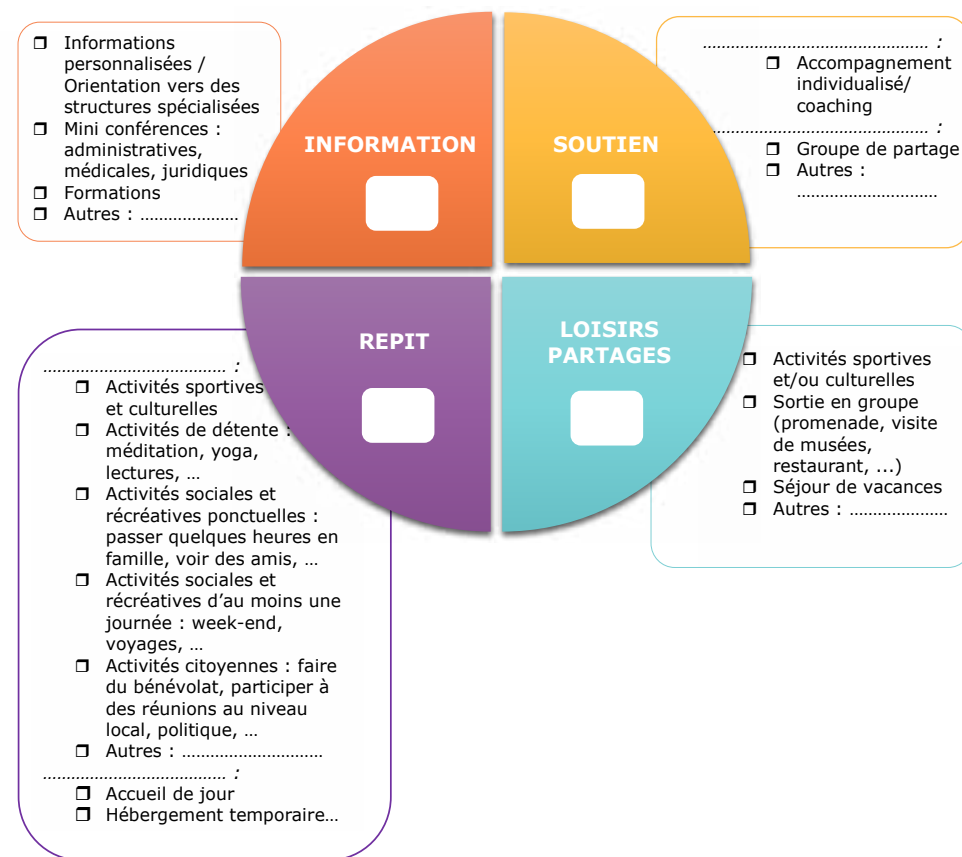 ❒ Informations
personnalisées /
Orientation vers des
structures spécialisées
❒ Mini conférences :
administratives,
médicales, juridiques
❒ Formations
❒ Autres : .....................
INFORMATION
SOUTIEN
................................................ :
❒ Accompagnement
individualisé/
coaching
................................................ :
❒ Groupe de partage
❒ Autres :
..............................
REPIT
LOISIRS
PARTAGES
....................................... :
❒ Activités sportives
et culturelles
❒ Activités de détente :
méditation, yoga,
lectures, …
❒ Activités sociales et
récréatives ponctuelles :
passer quelques heures en
famille, voir des amis, …
❒ Activités sociales et
récréatives d’au moins une
journée : week-end,
voyages, …
❒ Activités citoyennes : faire
du bénévolat, participer à
des réunions au niveau
local, politique, …
❒ Autres : ..............................
....................................... :
❒ Accueil de jour
❒ Hébergement temporaire…
❒ Activités sportives
et/ou culturelles
❒ Sortie en groupe
(promenade, visite
de musées,
restaurant, ...)
❒ Séjour de vacances
❒ Autres : .....................